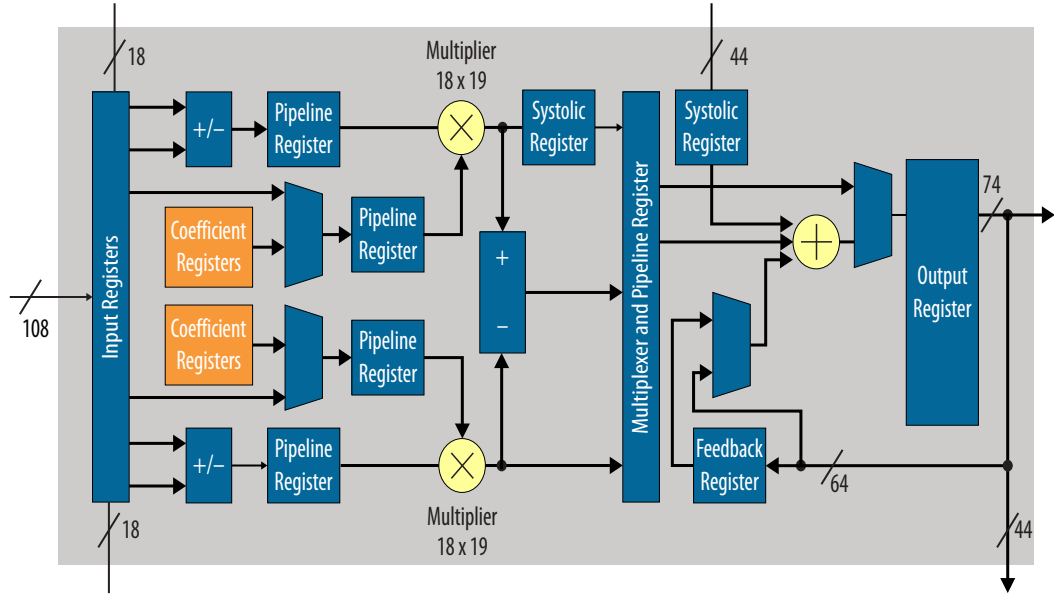 18
44
Multiplier
18 x 19
+/−
Pipeline
Register
Systolic
Register
Systolic
Register
Input Registers
Coefficient
Registers
Pipeline
Register
+
−
Multiplexer and Pipeline Register
74
Output
Register
108
Coefficient
Registers
Pipeline
Register
+/−
Pipeline
Register
Feedback
Register
64
Multiplier
18 x 19
18
44